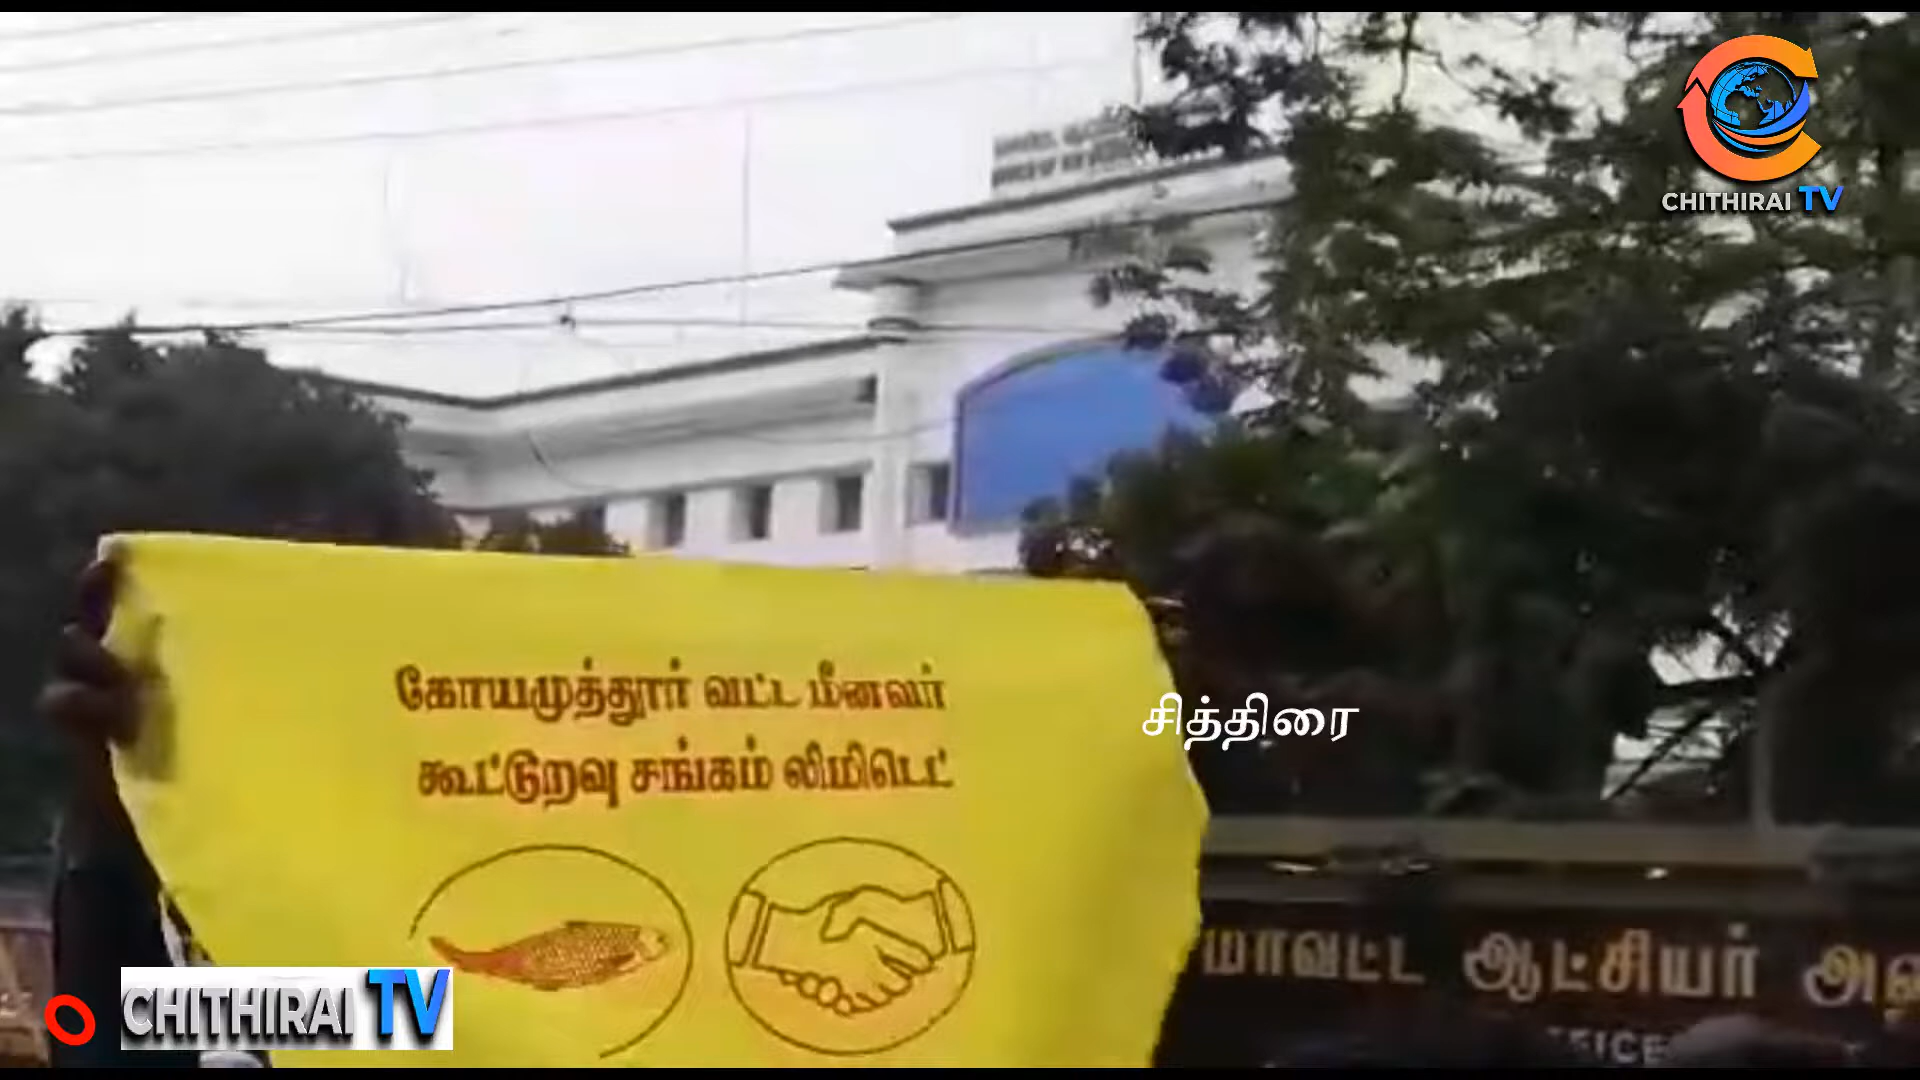 CHITHIRAI TV
கோயமுத்தூர் வட்ட மீனவர்
கூட்டுறவு சங்கம் லிமிடெட்
சித்திரை
மாவட்ட ஆட்சியர்
CHITHIRAI TV